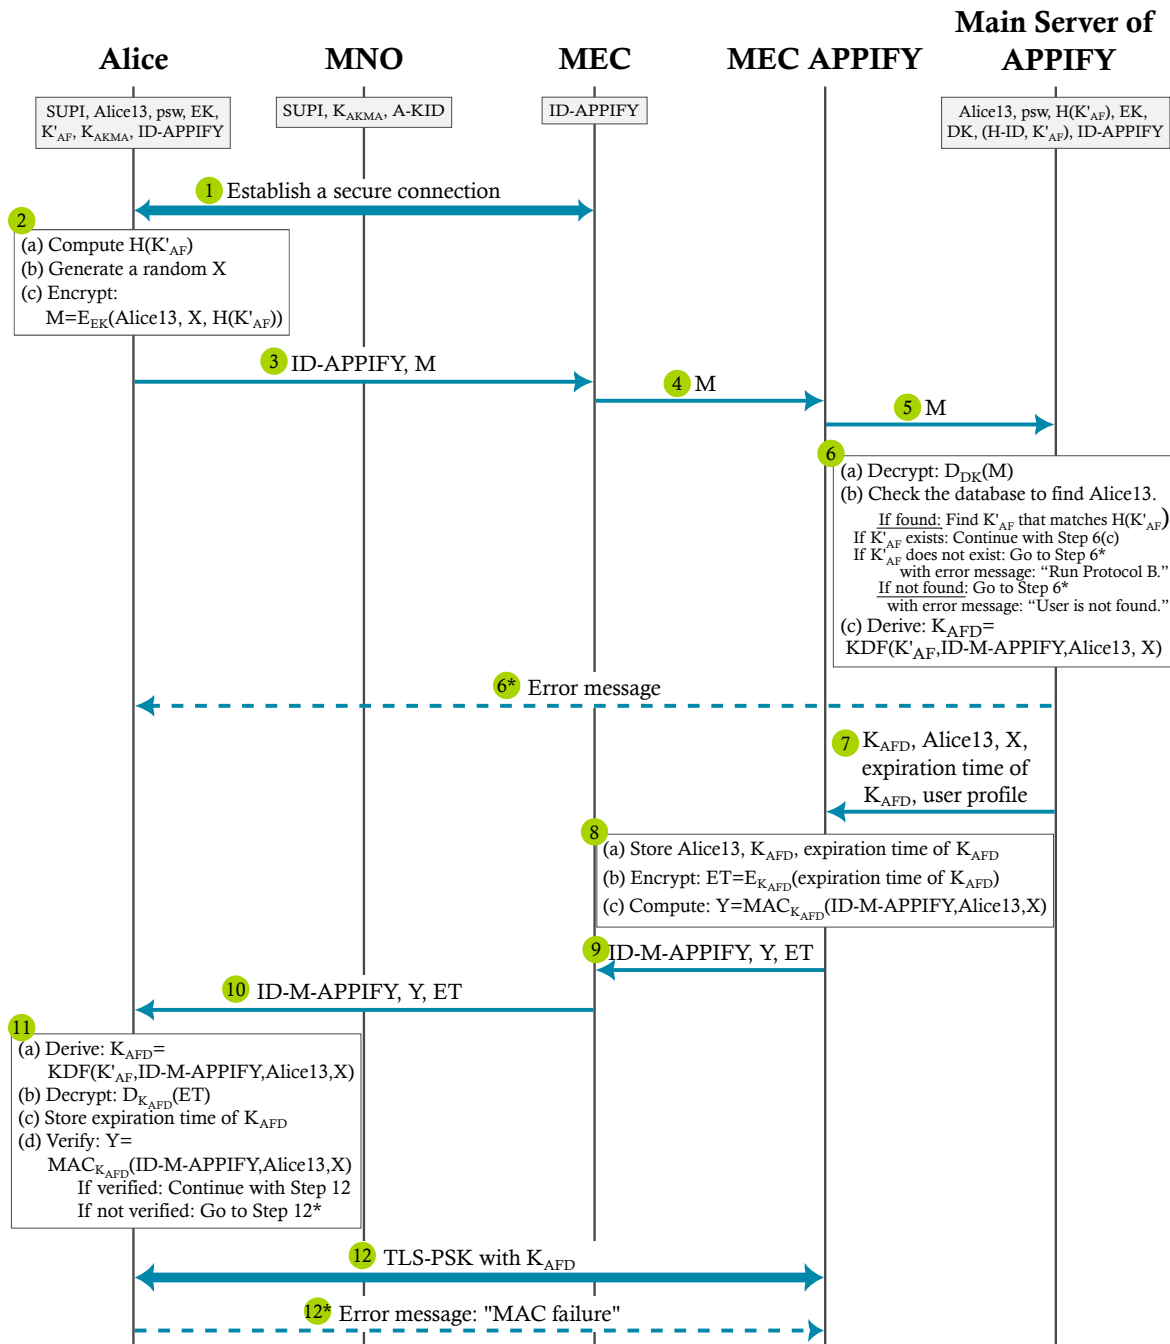 Alice
MNO
MEC
MEC APPIFY
Main Server of
APPIFY
SUPI, Alice13, psw, EK,
K'AF, KAKMA, ID-APPIFY
SUPI, KAKMA, A-KID
ID-APPIFY
Alice13, psw, H(K'AF), EK,
DK, (H-ID, K'AF), ID-APPIFY
1 Establish a secure connection
2
(a) Compute H(K'AF)
(b) Generate a random X
(c) Encrypt:
M=EEK(Alice13, X, H(K'AF))
3 ID-APPIFY, M
4 M
5 M
6
(a) Decrypt: DDK(M)
(b) Check the database to find Alice13.
If found: Find K'AF that matches H(K'AF)
If K'AF exists: Continue with Step 6(c)
If K'AF does not exist: Go to Step 6*
with error message: “Run Protocol B.”
If not found: Go to Step 6*
with error message: “User is not found.”
(c) Derive: KAFD=
KDF(K'AF,ID-M-APPIFY,Alice13, X)
6* Error message
7 KAFD, Alice13, X,
expiration time of
KAFD, user profile
8
(a) Store Alice13, KAFD, expiration time of KAFD
(b) Encrypt: ET=EKAFD(expiration time of KAFD)
(c) Compute: Y=MACKAFD(ID-M-APPIFY,Alice13,X)
9 ID-M-APPIFY, Y, ET
10 ID-M-APPIFY, Y, ET
11
(a) Derive: KAFD=
KDF(K'AF,ID-M-APPIFY,Alice13,X)
(b) Decrypt: DKAFD(ET)
(c) Store expiration time of KAFD
(d) Verify: Y=
MACKAFD(ID-M-APPIFY,Alice13,X)
If verified: Continue with Step 12
If not verified: Go to Step 12*
12 TLS-PSK with KAFD
12* Error message: "MAC failure"